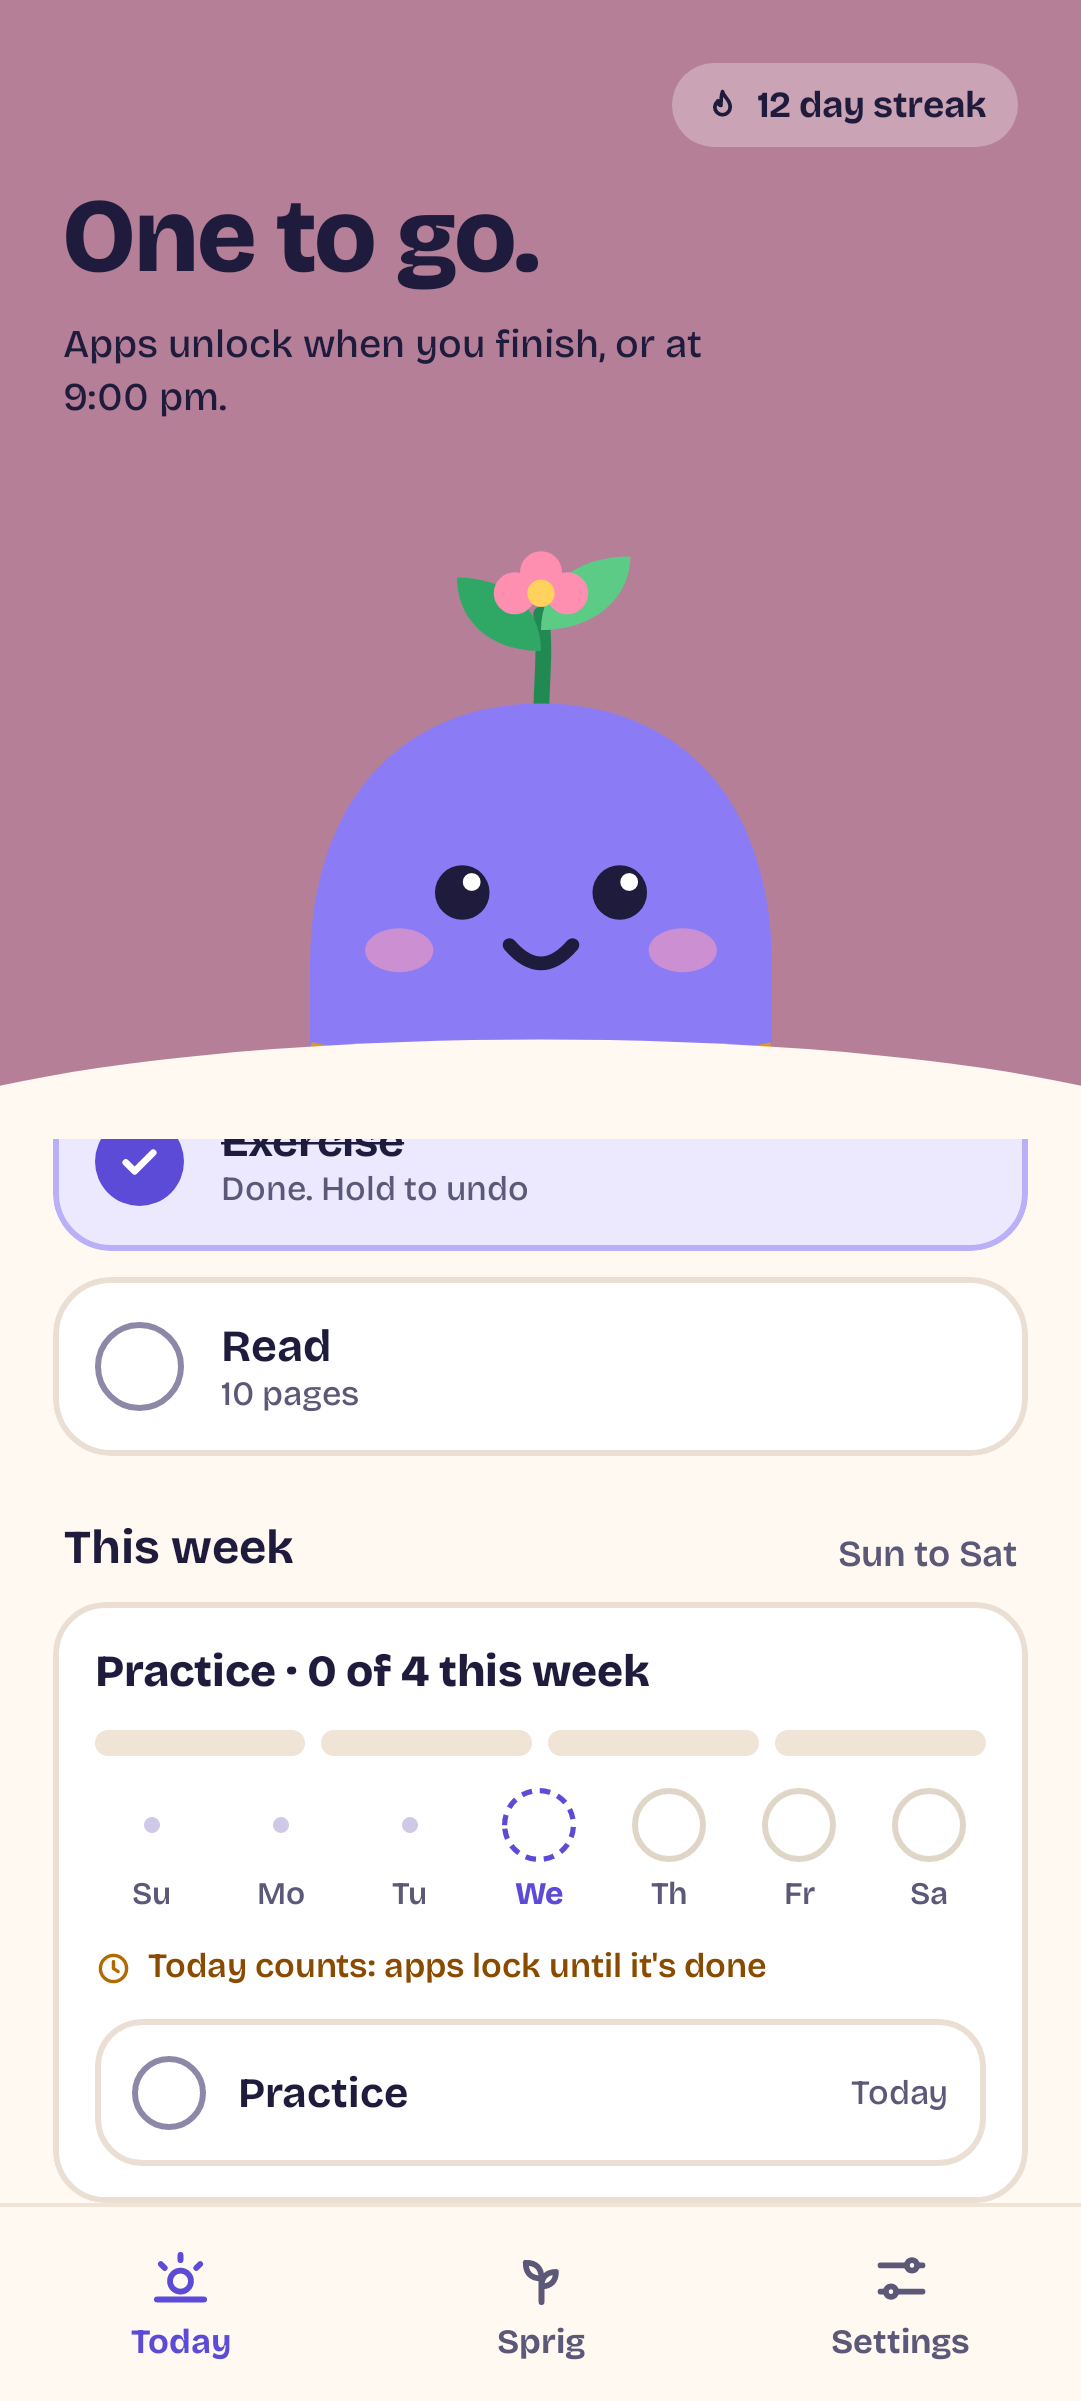 12 day streak
One to go.
Apps unlock when you finish, or at
9:00 pm.
Exercise
Done. Hold to undo
Read
10 pages
This week
Sun to Sat
Practice · 0 of 4 this week
Su Mo Tu We Th Fr Sa
Today counts: apps lock until it's done
Practice
Today
Today Sprig Settings